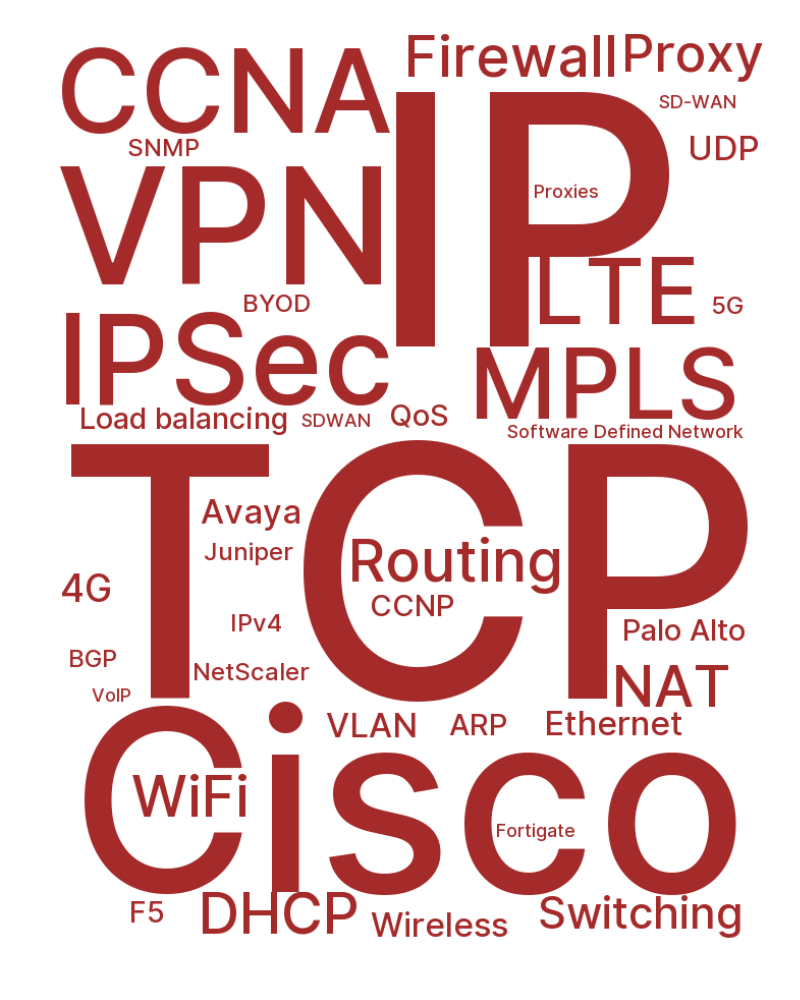 CCNA
Firewall
Proxy
SD-WAN
SNMP
UDP
IP
VPN
Proxies
LTE
BYOD
5G
IPSec
MPLS
Load balancing
SDWAN
QoS
Software Defined Network
TCP
Avaya
Juniper
Routing
4G
CCNP
IPv4
Palo Alto
BGP
NetScaler
VoIP
NAT
VLAN
ARP
Ethernet
Cisco
WiFi
Fortigate
F5
DHCP
Wireless
Switching